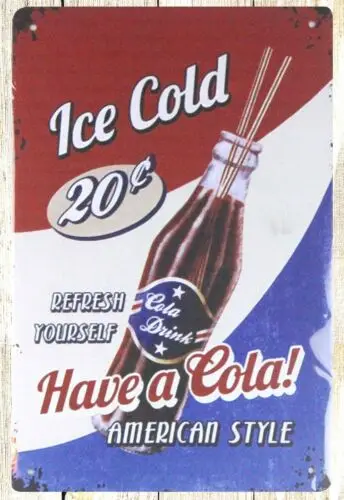 Ice Cold
20¢
REFRESH
YOURSELF
Cola
Drink
Have a Cola!
AMERICAN STYLE